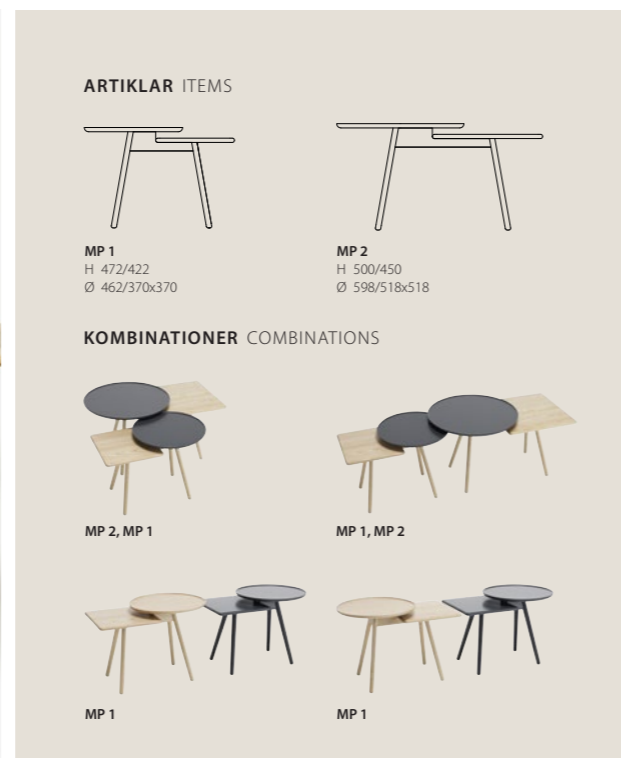 ARTIKLAR ITEMS
MP 1
H 472/422
Ø 462/370x370
MP 2
H 500/450
Ø 598/518x518
KOMBINATIONER COMBINATIONS
MP 2, MP 1
MP 1, MP 2
MP 1
MP 1